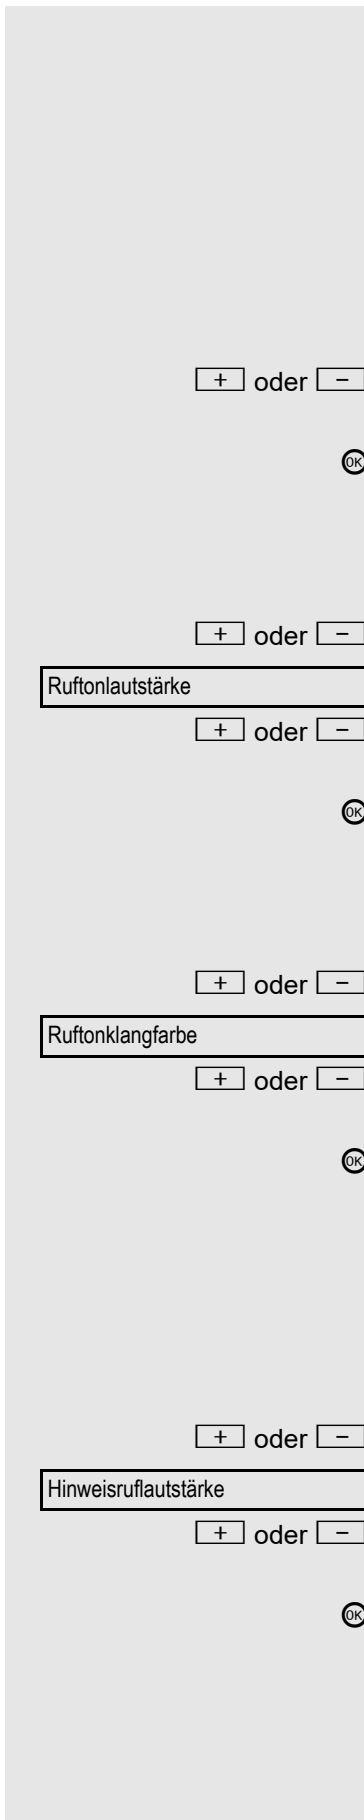 + oder −
OK
+ oder −
Ruftonlautstärke
+ oder −
OK
+ oder −
Ruftonklangfarbe
+ oder −
OK
+ oder −
Hinweisruflautstärke
+ oder −
OK